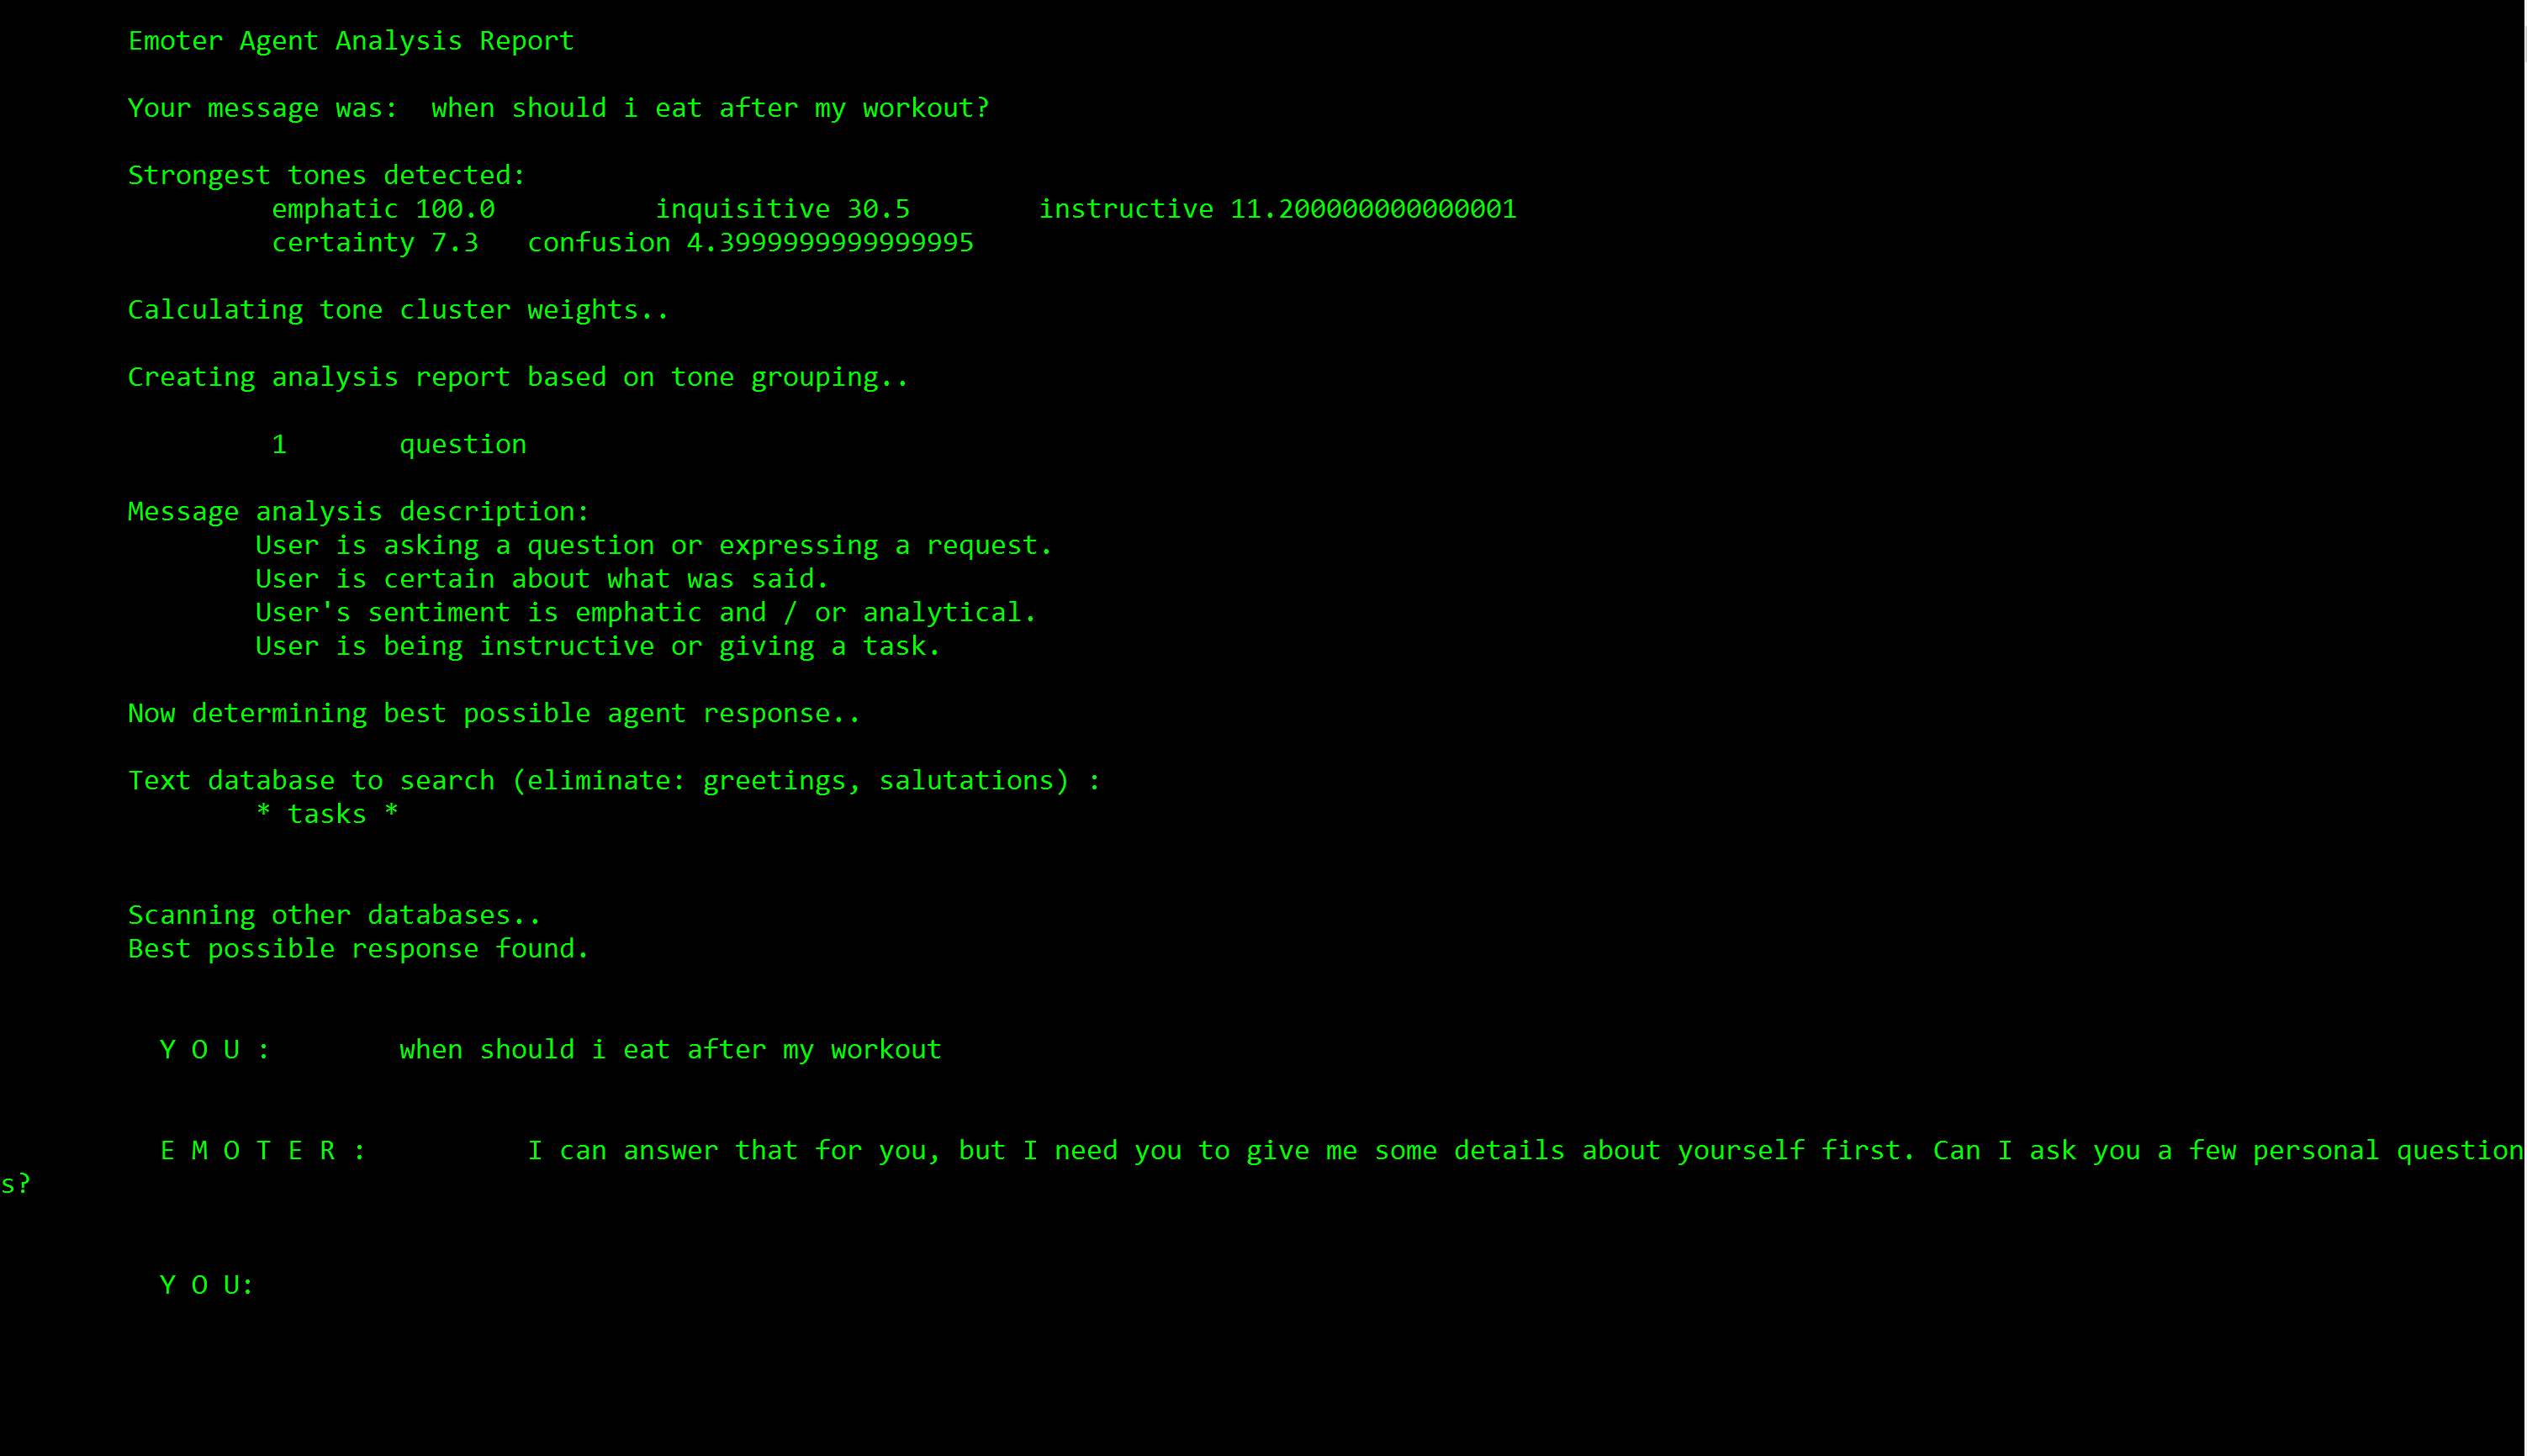 Emoter Agent Analysis Report
Your message was:  when should i eat after my workout?
Strongest tones detected:
emphatic 100.0          inquisitive 30.5        instructive 11.200000000000001
certainty 7.3   confusion 4.3999999999999995
Calculating tone cluster weights..
Creating analysis report based on tone grouping..
1       question
Message analysis description:
User is asking a question or expressing a request.
User is certain about what was said.
User's sentiment is emphatic and / or analytical.
User is being instructive or giving a task.
Now determining best possible agent response..
Text database to search (eliminate: greetings, salutations) :
* tasks *
Scanning other databases..
Best possible response found.
Y O U :        when should i eat after my workout
E M O T E R :          I can answer that for you, but I need you to give me some details about yourself first. Can I ask you a few personal question
s?
Y O U: